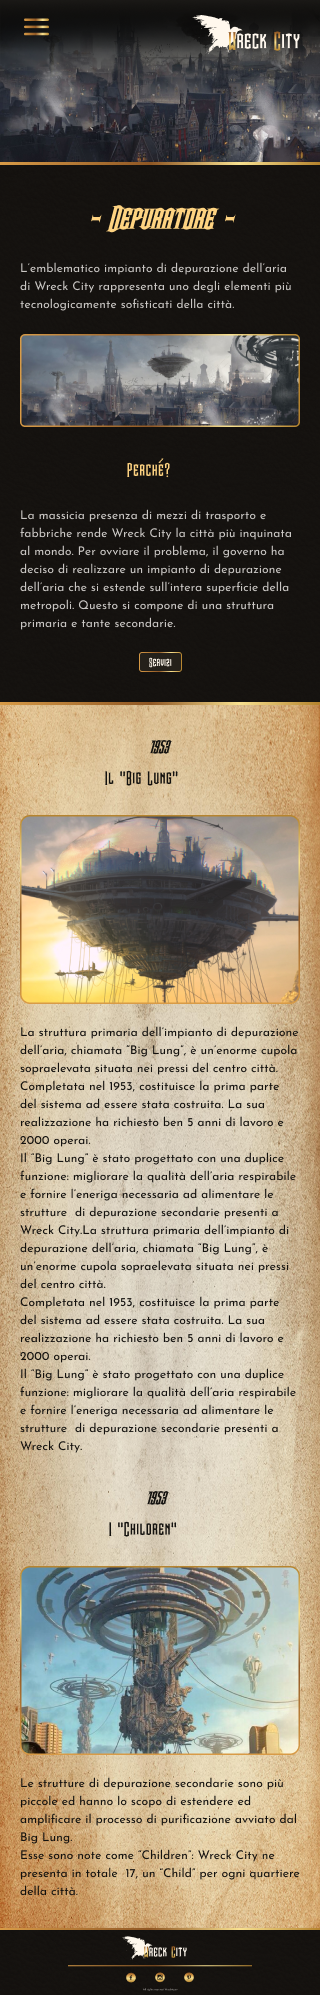 Wreck City
- Depuratore -
L'emblematico impianto di depurazione dell'aria
di Wreck City rappresenta uno degli elementi più
tecnologicamente sofisticati della città.
Perché?
La massicia presenza di mezzi di trasporto e
fabbriche rende Wreck City la città più inquinata
al mondo. Per ovviare il problema, il governo ha
deciso di realizzare un impianto di depurazione
dell'aria che si estende sull'intera superficie della
metropoli. Questo si compone di una struttura
primaria e tante secondarie.
Servizi
1953
Il "Big Lung"
La struttura primaria dell'impianto di depurazione
dell'aria, chiamata "Big Lung", è un'enorme cupola
sopraelevata situata nei pressi del centro città.
Completata nel 1953, costituisce la prima parte
del sistema ad essere stata costruita. La sua
realizzazione ha richiesto ben 5 anni di lavoro e
2000 operai.
Il "Big Lung" è stato progettato con una duplice
funzione: migliorare la qualità dell'aria respirabile
e fornire l'eneriga necessaria ad alimentare le
strutture  di depurazione secondarie presenti a
Wreck City.La struttura primaria dell'impianto di
depurazione dell'aria, chiamata "Big Lung", è
un'enorme cupola sopraelevata situata nei pressi
del centro città.
Completata nel 1953, costituisce la prima parte
del sistema ad essere stata costruita. La sua
realizzazione ha richiesto ben 5 anni di lavoro e
2000 operai.
Il "Big Lung" è stato progettato con una duplice
funzione: migliorare la qualità dell'aria respirabile
e fornire l'eneriga necessaria ad alimentare le
strutture  di depurazione secondarie presenti a
Wreck City.
1953
I "Children"
Le strutture di depurazione secondarie sono più
piccole ed hanno lo scopo di estendere ed
amplificare il processo di purificazione avviato dal
Big Lung.
Esse sono note come "Children": Wreck City ne
presenta in totale  17, un "Child" per ogni quartiere
della città.
Wreck City